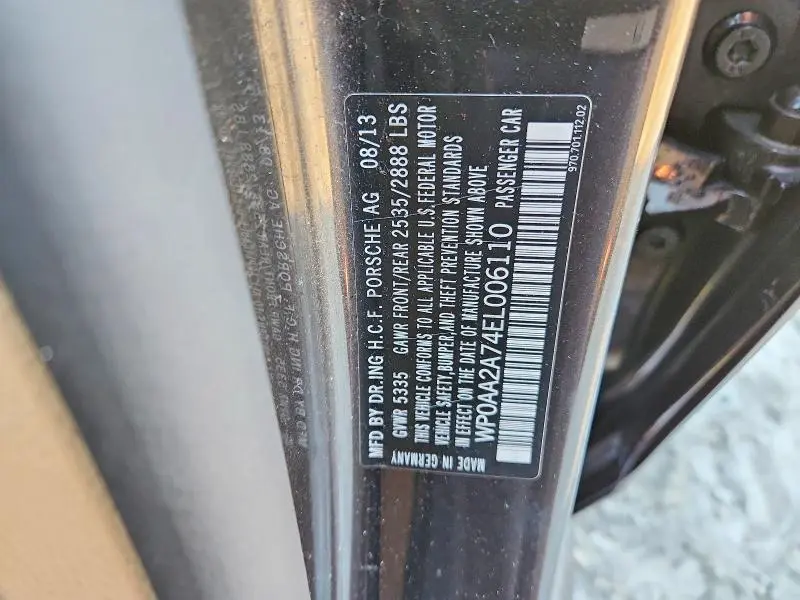 MFD BY DR.ING H.C.F. PORSCHE AG 08/13
GVWR 5335 GAWR FRONT/REAR 2535/2888 LBS
THIS VEHICLE CONFORMS TO ALL APPLICABLE U.S.FEDERAL MOTOR
VEHICLE SAFETY,BUMPER,AND THEFT PREVENTION STANDARDS
IN EFFECT ON THE DATE OF MANUFACTURE SHOWN ABOVE
WP0AA2A74EL006110 PASSENGER CAR
MADE IN GERMANY
970.701.112.02